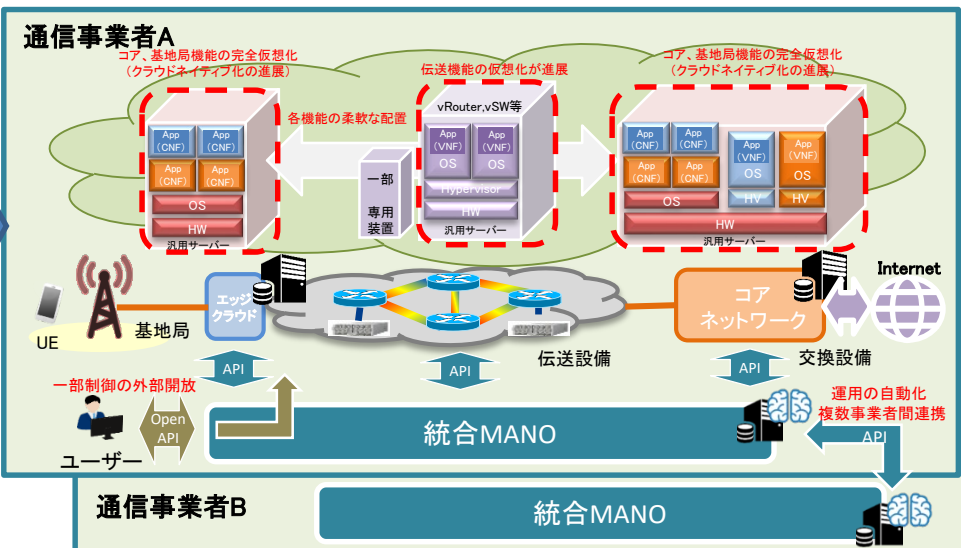 通信事業者A
コア、基地局機能の完全仮想化
（クラウドネイティブ化の進展）
伝送機能の仮想化が進展
コア、基地局機能の完全仮想化
（クラウドネイティブ化の進展）
各機能の柔軟な配置
App
(CNF)
App
(CNF)
App
(CNF)
App
(CNF)
OS
HW
汎用サーバー
一部
専用
装置
vRouter,vSW等
App
(VNF)
OS
App
(VNF)
OS
Hypervisor
HW
汎用サーバー
App
(CNF)
App
(CNF)
App
(CNF)
App
(CNF)
OS
App
(VNF)
OS
HV
App
(VNF)
OS
HV
HW
汎用サーバー
UE
基地局
エッジ
クラウド
伝送設備
コア
ネットワーク
交換設備
Internet
API
API
API
一部制御の外部開放
Open
API
ユーザー
統合MANO
運用の自動化
複数事業者間連携
API
通信事業者B
統合MANO